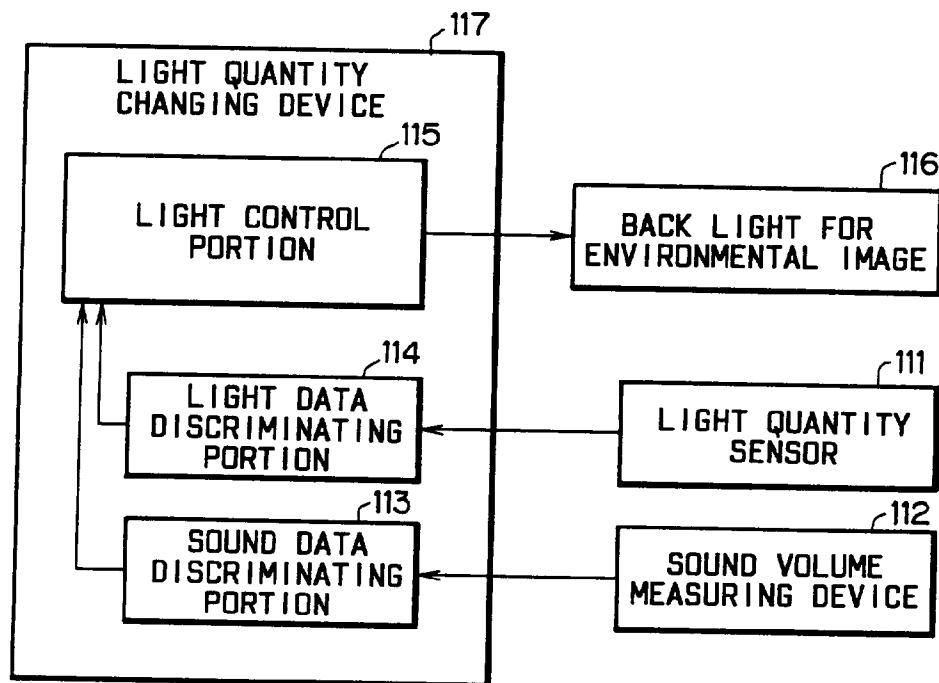 117
LIGHT QUANTITY
CHANGING DEVICE
115
LIGHT CONTROL
PORTION
116
BACK LIGHT FOR
ENVIRONMENTAL IMAGE
114
LIGHT DATA
DISCRIMINATING
PORTION
111
LIGHT QUANTITY
SENSOR
113
SOUND DATA
DISCRIMINATING
PORTION
112
SOUND VOLUME
MEASURING DEVICE